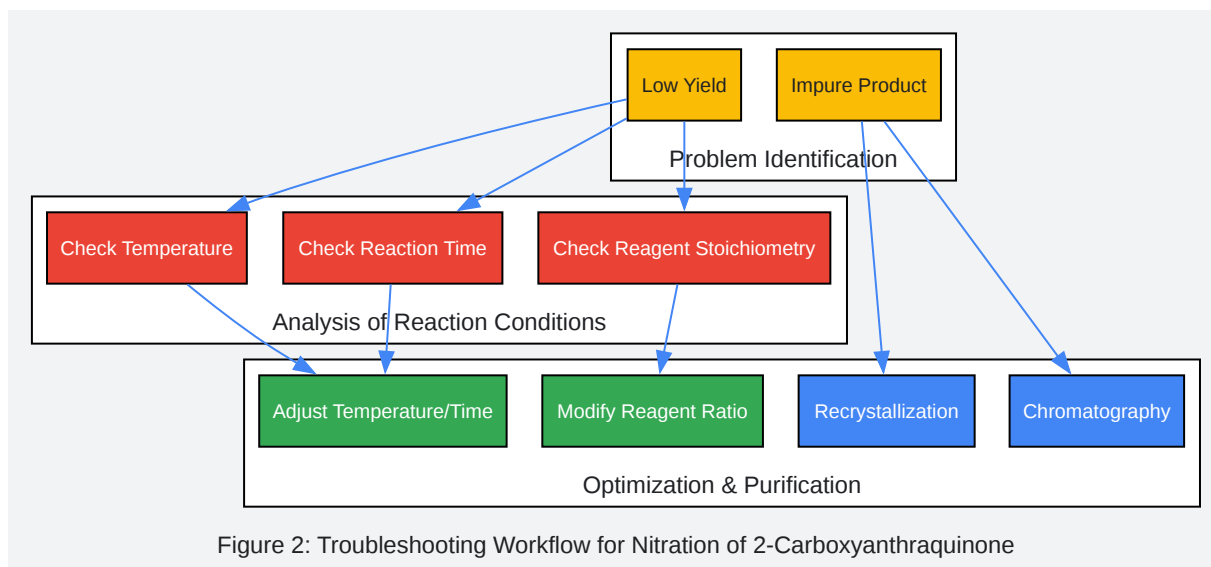 Low Yield
Impure Product
Problem Identification
Check Temperature
Check Reaction Time
Check Reagent Stoichiometry
Analysis of Reaction Conditions
Adjust Temperature/Time
Modify Reagent Ratio
Recrystallization
Chromatography
Optimization & Purification
Figure 2: Troubleshooting Workflow for Nitration of 2-Carboxyanthraquinone